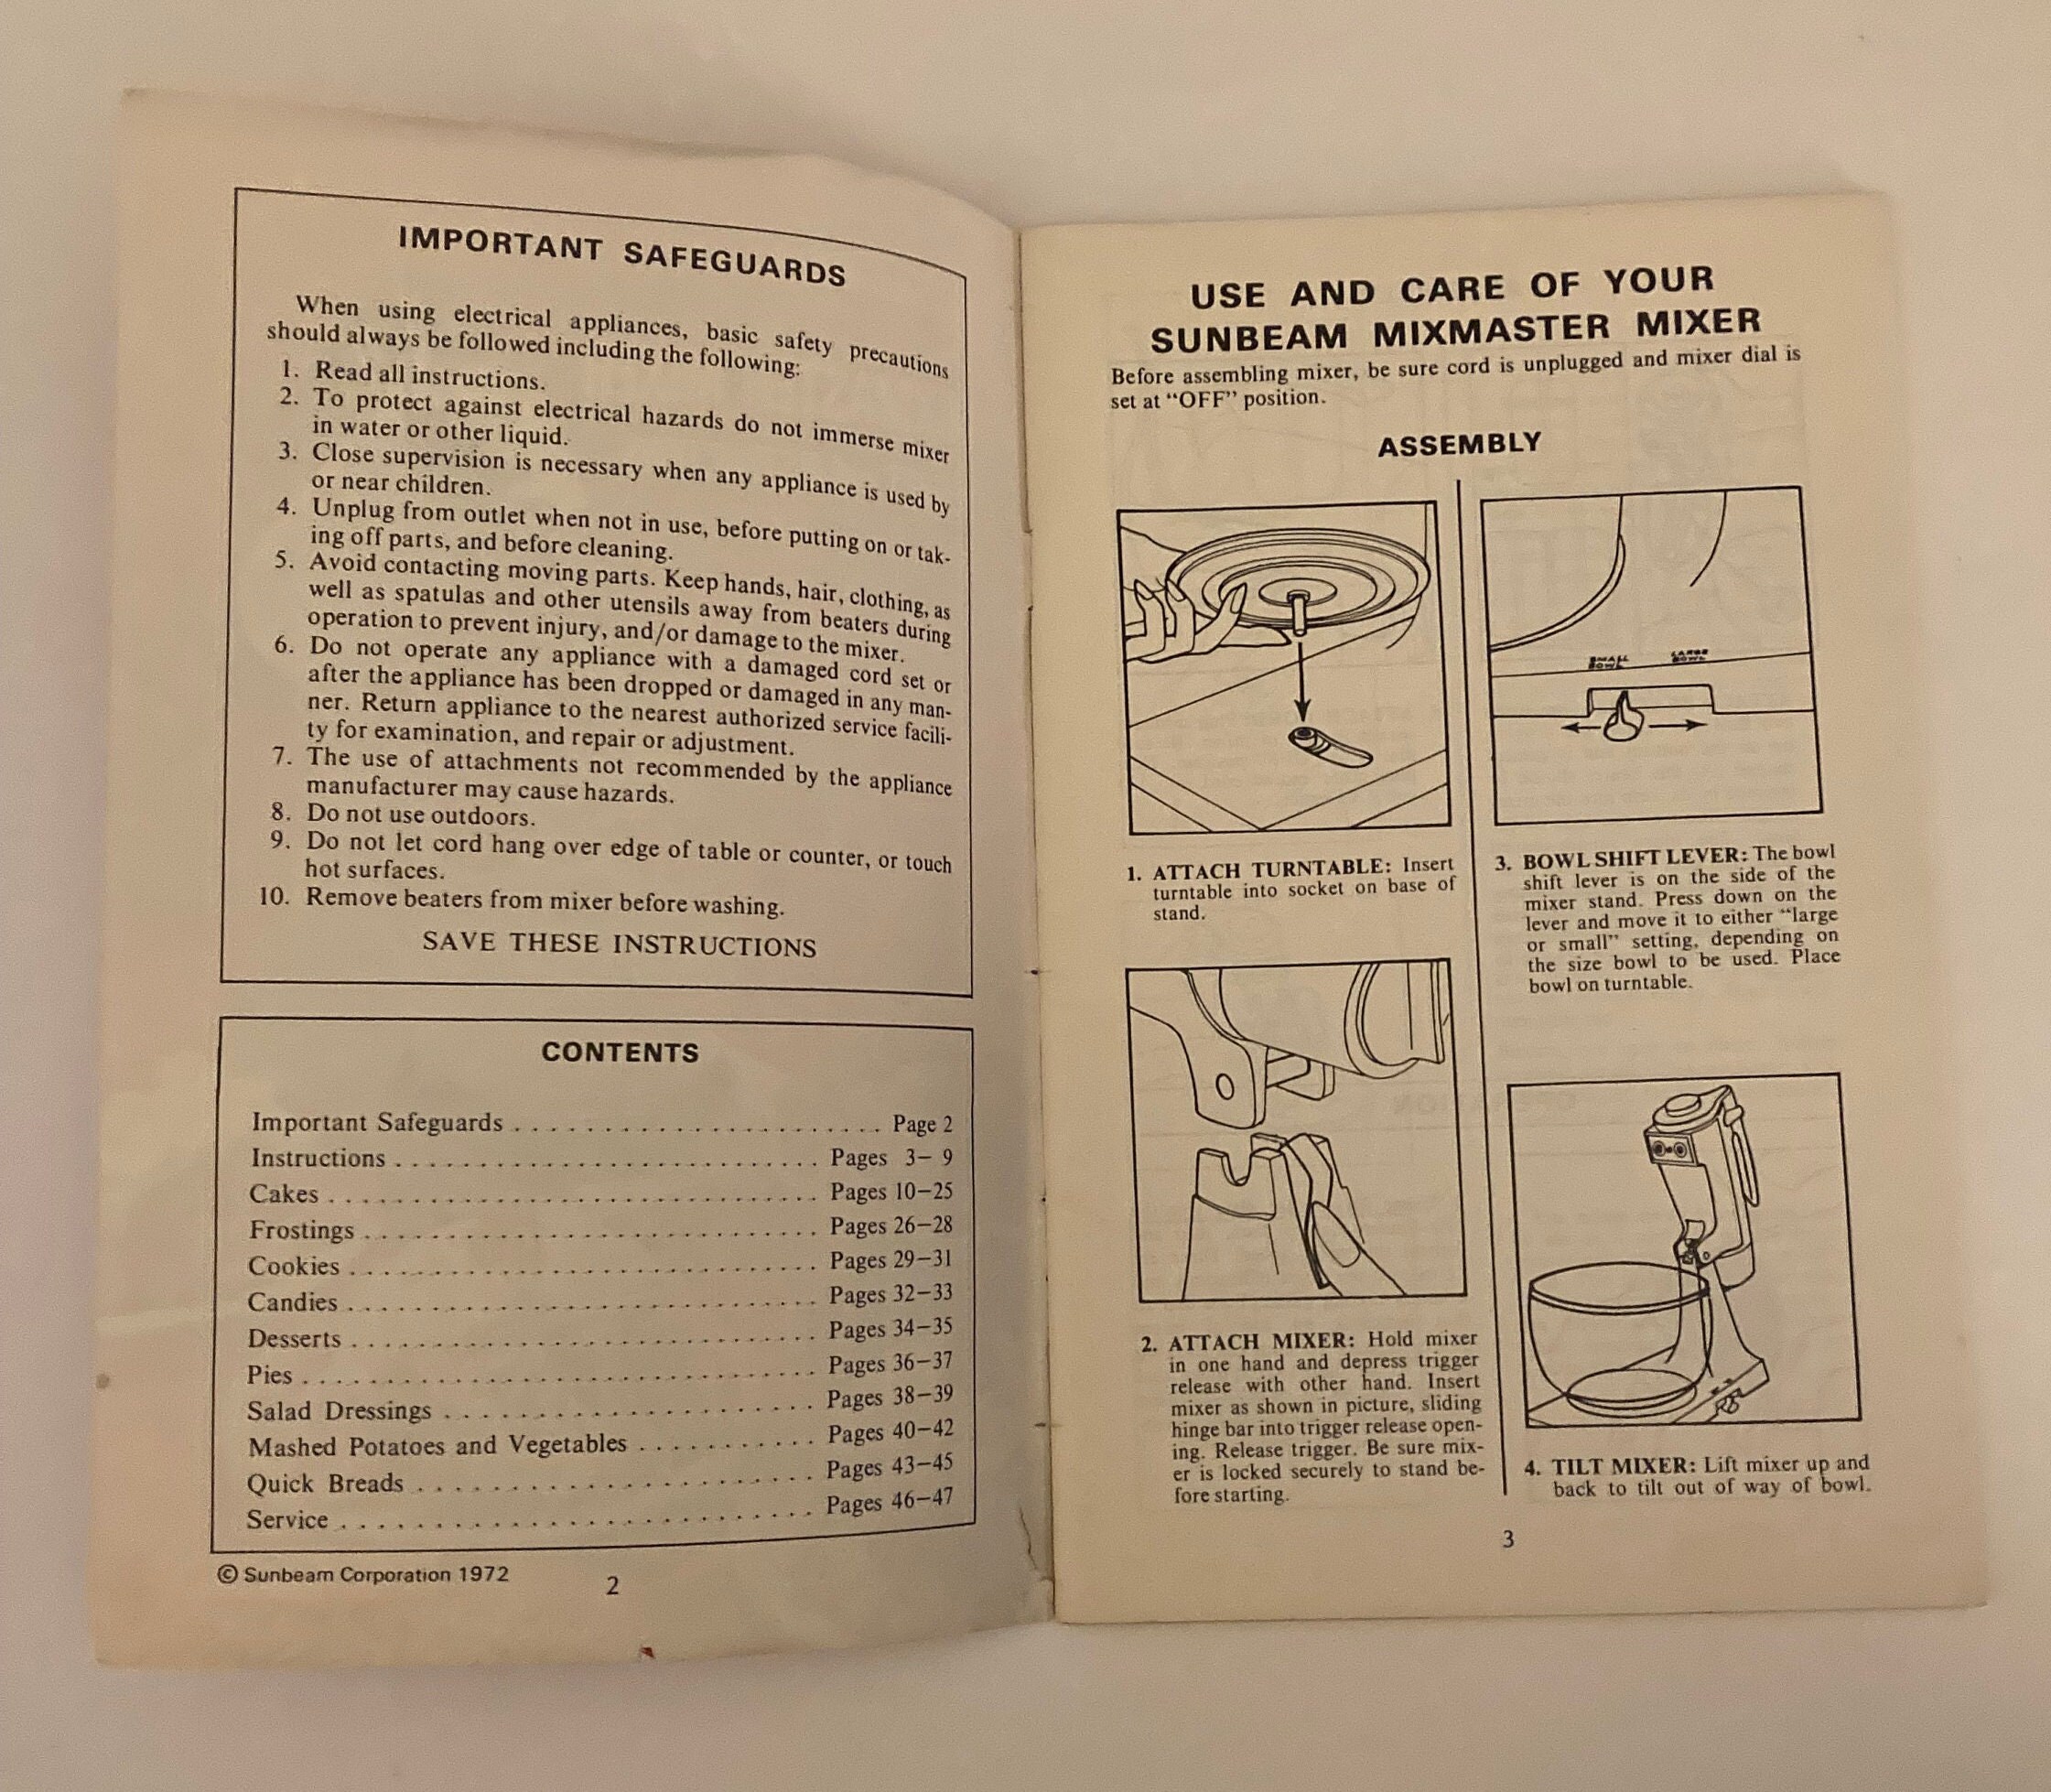 IMPORTANT SAFEGUARDS
When using electrical appliances, basic safety precautions
should always be followed including the following:
1. Read all instructions.
2. To protect against electrical hazards do not immerse mixer
in water or other liquid.
3. Close supervision is necessary when any appliance is used by
or near children.
4. Unplug from outlet when not in use, before putting on or tak-
ing off parts, and before cleaning.
5. Avoid contacting moving parts. Keep hands, hair, clothing, as
well as spatulas and other utensils away from beaters during
operation to prevent injury, and/or damage to the mixer.
6. Do not operate any appliance with a damaged cord set or
after the appliance has been dropped or damaged in any man-
ner. Return appliance to the nearest authorized service facili-
ty for examination, and repair or adjustment.
7. The use of attachments not recommended by the appliance
manufacturer may cause hazards.
8. Do not use outdoors.
9. Do not let cord hang over edge of table or counter, or touch
hot surfaces.
10. Remove beaters from mixer before washing.
SAVE THESE INSTRUCTIONS
CONTENTS
Important Safeguards . . . . . . . . . . . . . . . . . . . . . . . Page 2
Instructions . . . . . . . . . . . . . . . . . . . . . . . . . . . Pages 3–9
Cakes . . . . . . . . . . . . . . . . . . . . . . . . . . . . . . . Pages 10–25
Frostings . . . . . . . . . . . . . . . . . . . . . . . . . . . . . Pages 26–28
Cookies . . . . . . . . . . . . . . . . . . . . . . . . . . . . . . Pages 29–31
Candies . . . . . . . . . . . . . . . . . . . . . . . . . . . . . . Pages 32–33
Desserts . . . . . . . . . . . . . . . . . . . . . . . . . . . . . Pages 34–35
Pies . . . . . . . . . . . . . . . . . . . . . . . . . . . . . . . . Pages 36–37
Salad Dressings . . . . . . . . . . . . . . . . . . . . . . . Pages 38–39
Mashed Potatoes and Vegetables . . . . . . . . . . . Pages 40–42
Quick Breads . . . . . . . . . . . . . . . . . . . . . . . . . Pages 43–45
Service . . . . . . . . . . . . . . . . . . . . . . . . . . . . . . Pages 46–47
© Sunbeam Corporation 1972
2
USE AND CARE OF YOUR
SUNBEAM MIXMASTER MIXER
Before assembling mixer, be sure cord is unplugged and mixer dial is
set at “OFF” position.
ASSEMBLY
1. ATTACH TURNTABLE: Insert
turntable into socket on base of
stand.
2. ATTACH MIXER: Hold mixer
in one hand and depress trigger
release with other hand. Insert
mixer as shown in picture, sliding
hinge bar into trigger release open-
ing. Release trigger. Be sure mix-
er is locked securely to stand be-
fore starting.
SMALL BOWL
LARGE BOWL
3. BOWL SHIFT LEVER: The bowl
shift lever is on the side of the
mixer stand. Press down on the
lever and move it to either “large
or small” setting, depending on
the size bowl to be used. Place
bowl on turntable.
4. TILT MIXER: Lift mixer up and
back to tilt out of way of bowl.
3